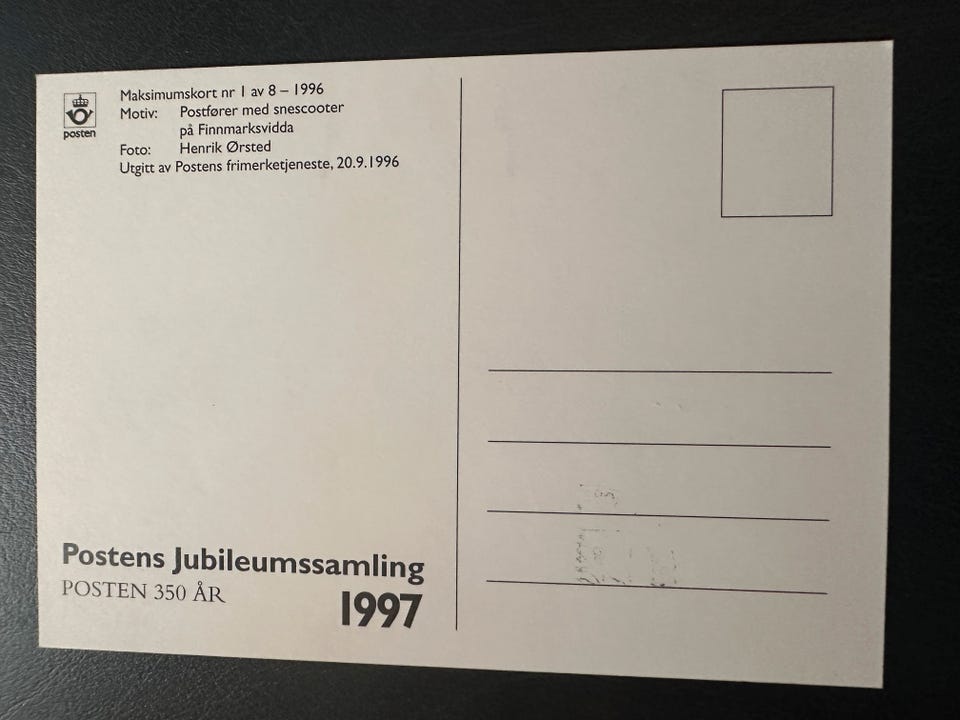 posten
Maksimumskort nr 1 av 8 – 1996
Motiv: Postfører med snescooter
på Finnmarksvidda
Foto: Henrik Ørsted
Utgitt av Postens frimerketjeneste, 20.9.1996
Postens Jubileumssamling
POSTEN 350 ÅR
1997